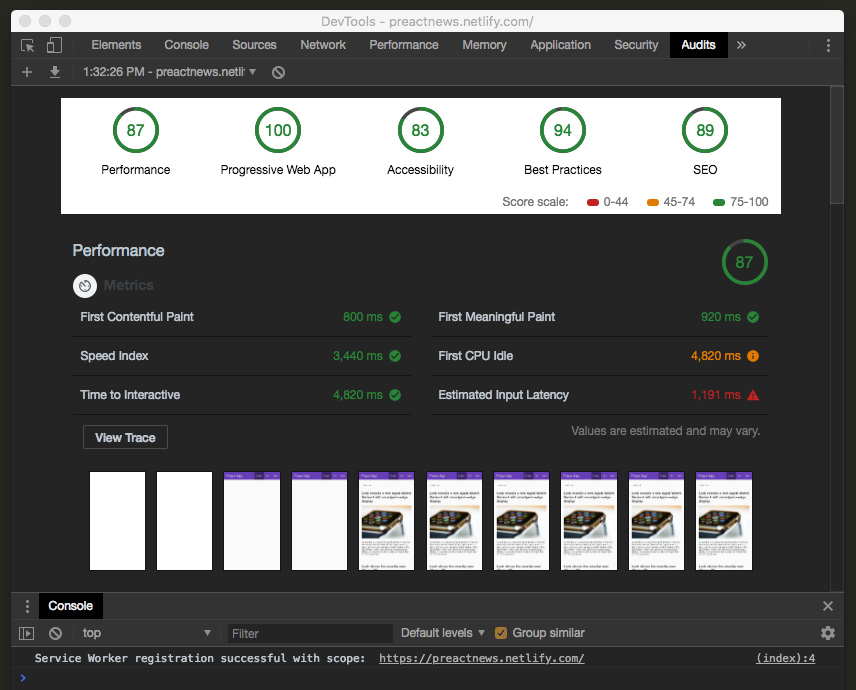 DevTools - preactnews.netlify.com/
Elements Console Sources Network Performance Memory Application Security Audits »
1:32:26 PM - preactnews.netli
87 100 83 94 89
Performance Progressive Web App Accessibility Best Practices SEO
Score scale: 0-44 45-74 75-100
Performance 87
Metrics
First Contentful Paint 800 ms First Meaningful Paint 920 ms
Speed Index 3,440 ms First CPU Idle 4,820 ms
Time to Interactive 4,820 ms Estimated Input Latency 1,191 ms
View Trace Values are estimated and may vary.
Console
top Filter Default levels Group similar
Service Worker registration successful with scope: https://preactnews.netlify.com/ (index):4